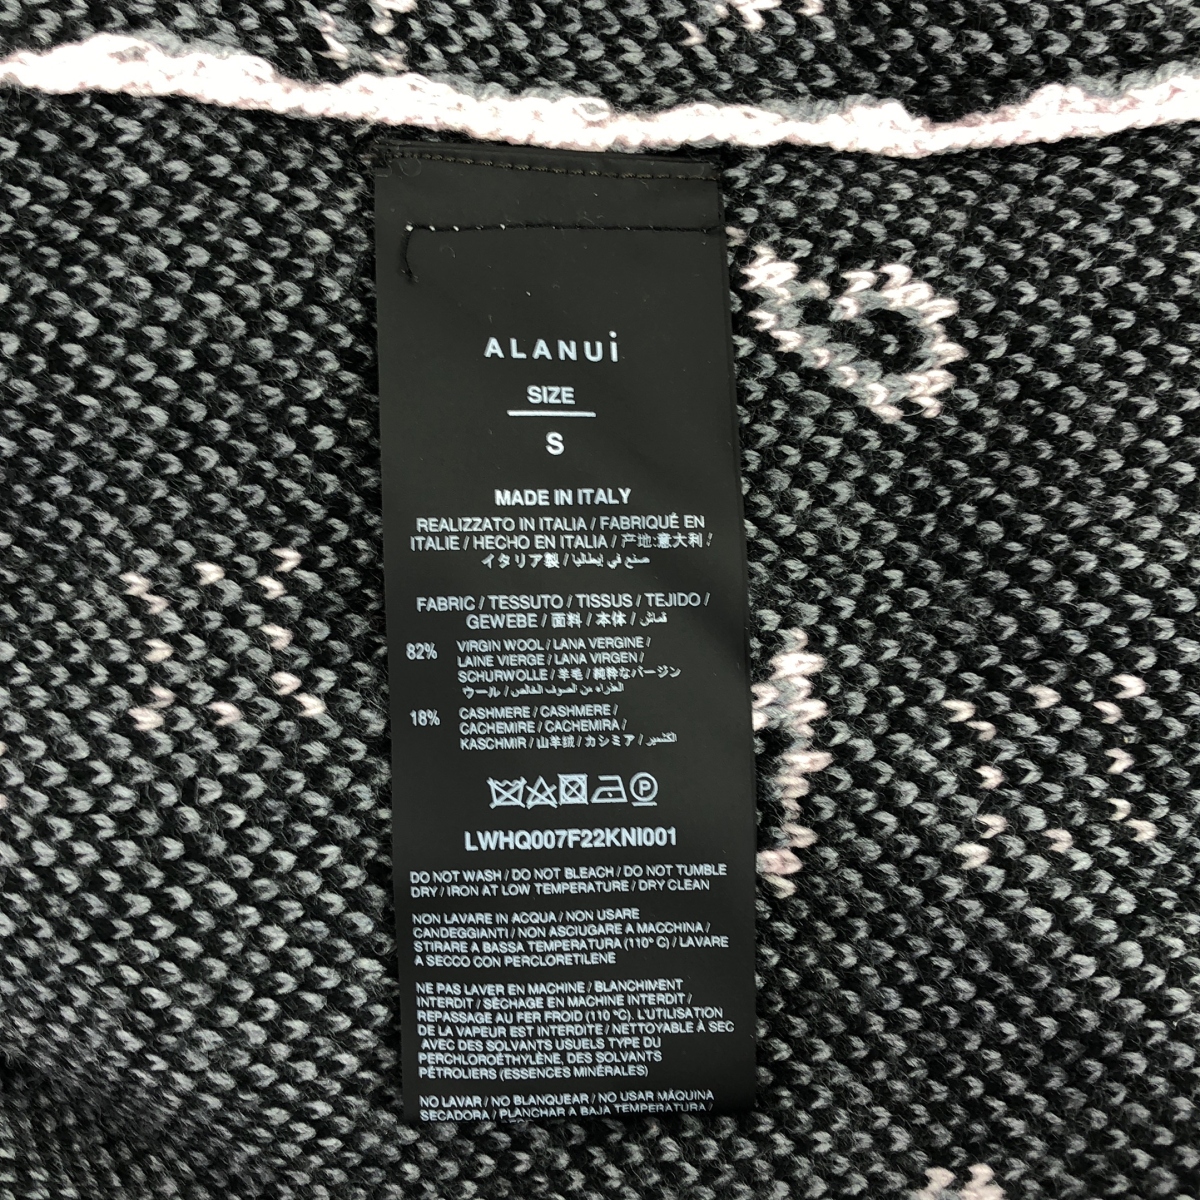 ALANUi
SIZE
S
MADE IN ITALY
REALIZZATO IN ITALIA / FABRIQUÉ EN
ITALIE / HECHO EN ITALIA / 产地:意大利 /
イタリア製 / صنع في إيطاليا
FABRIC / TESSUTO / TISSUS / TEJIDO /
GEWEBE / 面料 / 本体 / قماش
82% VIRGIN WOOL / LANA VERGINE /
LAINE VIERGE / LANA VIRGEN /
SCHURWOLLE / 羊毛 / 純粋なバージン
ウール / العذراء من الصوف الخالص
18% CASHMERE / CASHMERE /
CACHEMIRE / CACHEMIRA /
KASCHMIR / 山羊絨 / カシミア / الكشمير
P
LWHQ007F22KNI001
DO NOT WASH / DO NOT BLEACH / DO NOT TUMBLE
DRY / IRON AT LOW TEMPERATURE / DRY CLEAN
NON LAVARE IN ACQUA / NON USARE
CANDEGGIANTI / NON ASCIUGARE A MACCHINA /
STIRARE A BASSA TEMPERATURA (110° C) / LAVARE
A SECCO CON PERCLORETILENE
NE PAS LAVER EN MACHINE / BLANCHIMENT
INTERDIT / SÉCHAGE EN MACHINE INTERDIT /
REPASSAGE AU FER FROID (110 °C). L'UTILISATION
DE LA VAPEUR EST INTERDITE / NETTOYABLE À SEC
AVEC DES SOLVANTS USUELS TYPE DU
PERCHLOROÉTHYLÈNE, DES SOLVANTS
PÉTROLIERS (ESSENCES MINÉRALES)
NO LAVAR / NO BLANQUEAR / NO USAR MÁQUINA
SECADORA / PLANCHAR A BAJA TEMPERATURA /